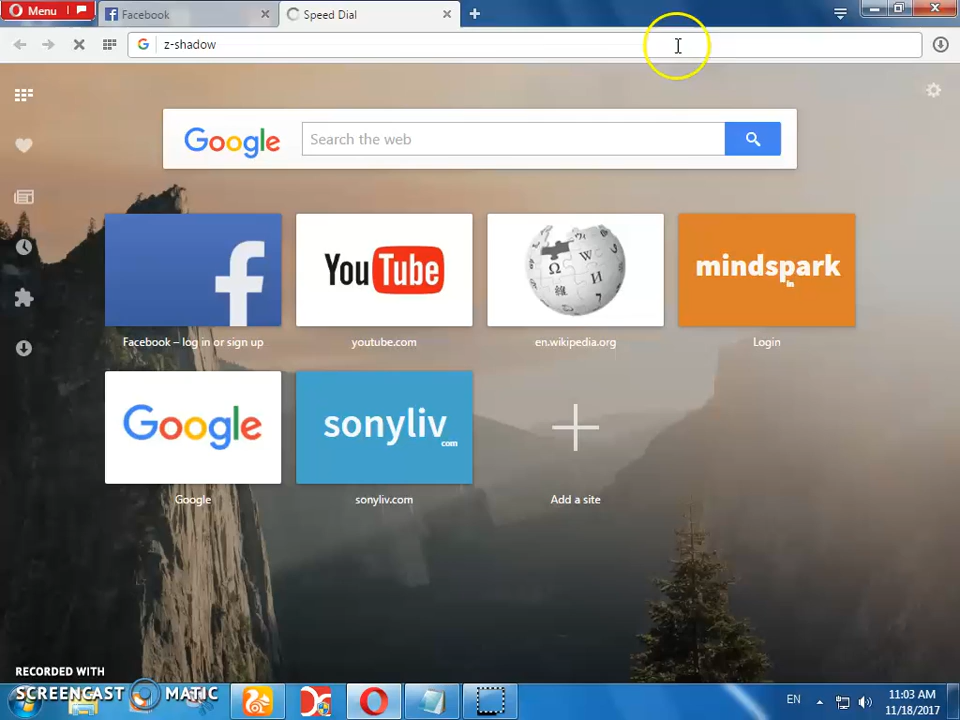 Menu
Facebook
Speed Dial
z-shadow
Google
Search the web
You Tube
W
Ω
И
mindspark
in
Facebook – log in or sign up
youtube.com
en.wikipedia.org
Login
Google
sonyliv
com
Google
sonyliv.com
Add a site
RECORDED WITH
SCREENCAST MATIC
EN
11:03 AM
11/18/2017